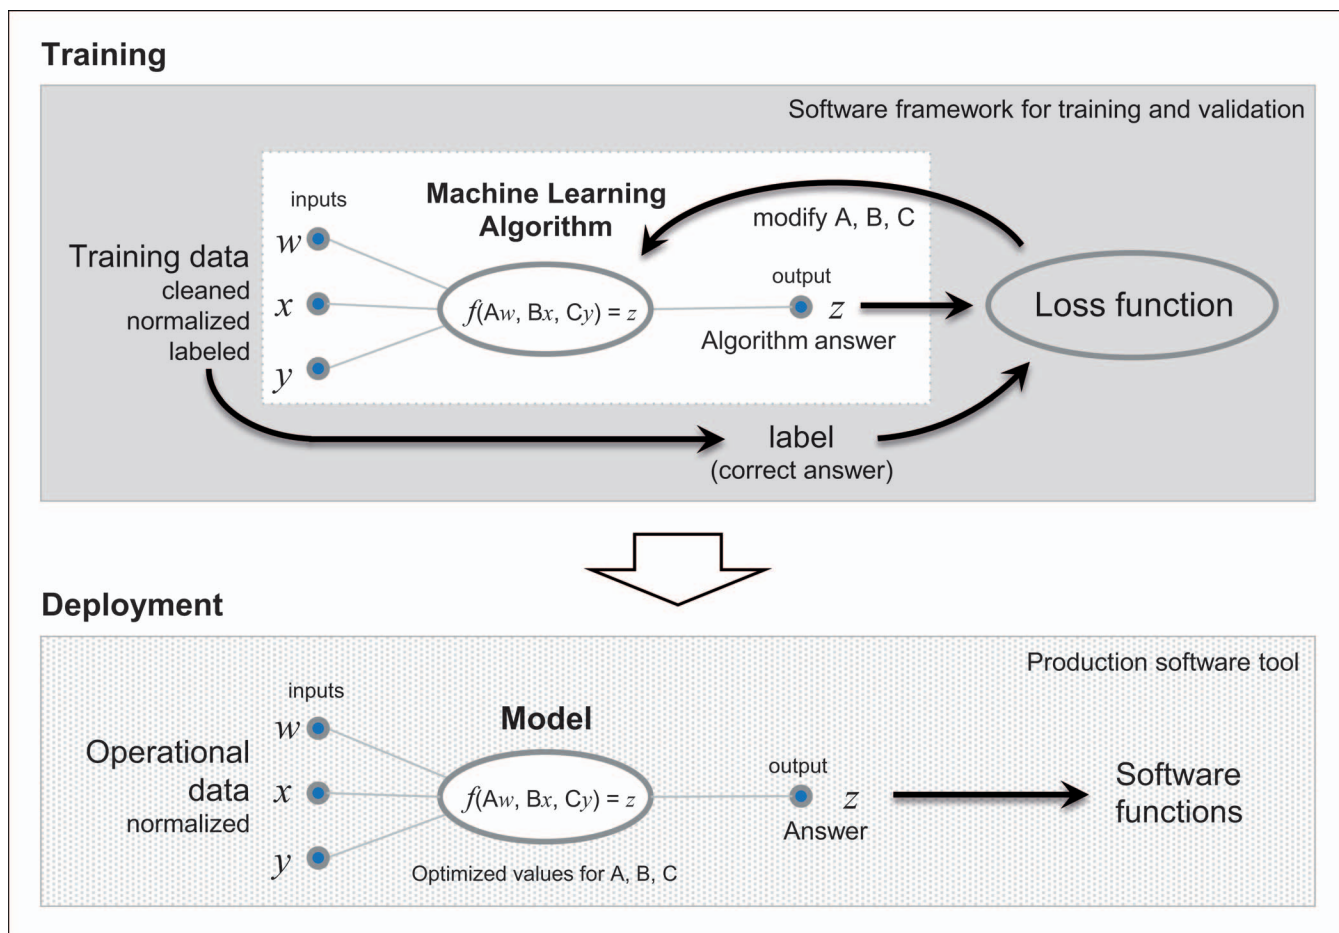 Training
Software framework for training and validation
inputs
Machine Learning
Algorithm
modify A, B, C
w
Training data
cleaned
normalized
labeled
x
y
f(Aw, Bx, Cy) = z
output
z
Algorithm answer
Loss function
label
(correct answer)
Deployment
Production software tool
inputs
Model
w
Operational
data
normalized
x
y
f(Aw, Bx, Cy) = z
Optimized values for A, B, C
output
z
Answer
Software
functions